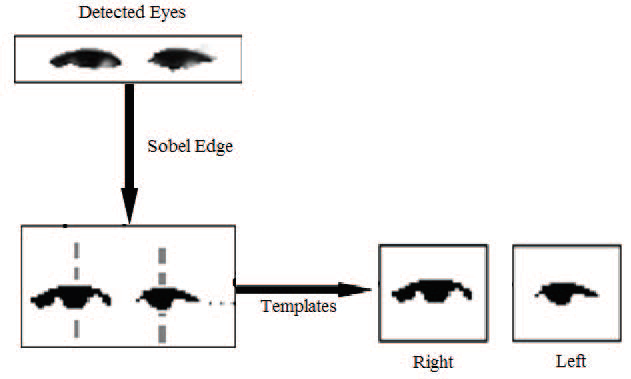 Detected Eyes
Sobel Edge
Templates
Right
Left